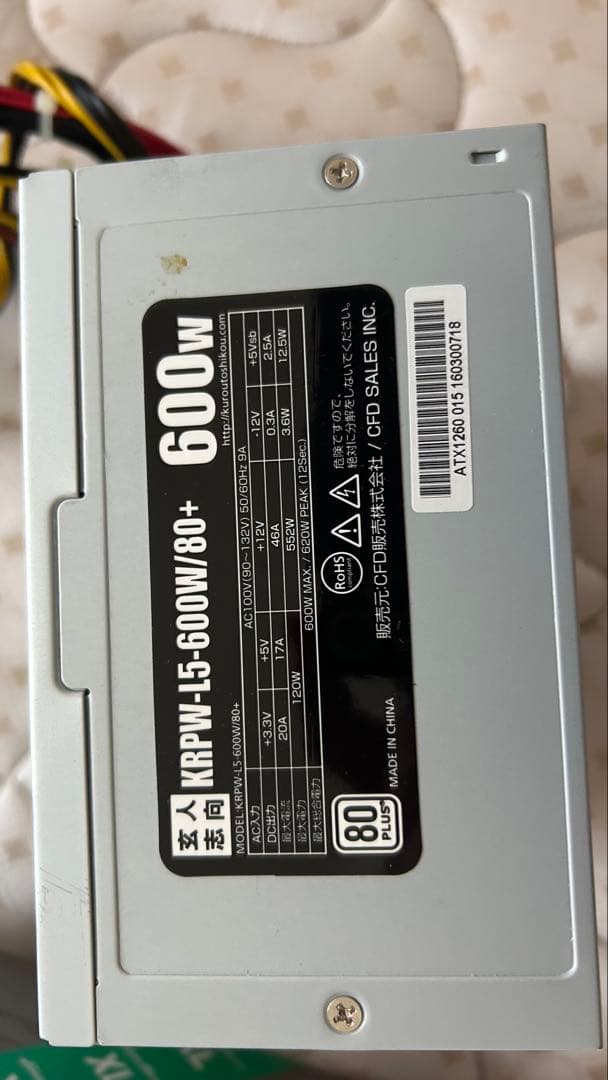 玄人
志向
KRPW-L5-600W/80+
600W
MODEL:KRPW-L5-600W/80+
http://kuroutoshikou.com
AC入力 AC100V(90～132V) 50/60Hz 9A
DC出力 +3.3V +5V +12V -12V +5Vsb
最大電流 20A 17A 46A 0.3A 2.5A
最大電力 120W 552W 3.6W 12.5W
最大総合電力 600W MAX. / 620W PEAK (12Sec.)
80
PLUS
RoHS
compliant
危険ですので、
絶対に分解をしないでください。
MADE IN CHINA
販売元:CFD販売株式会社 / CFD SALES INC.
ATX1260 015 160300718